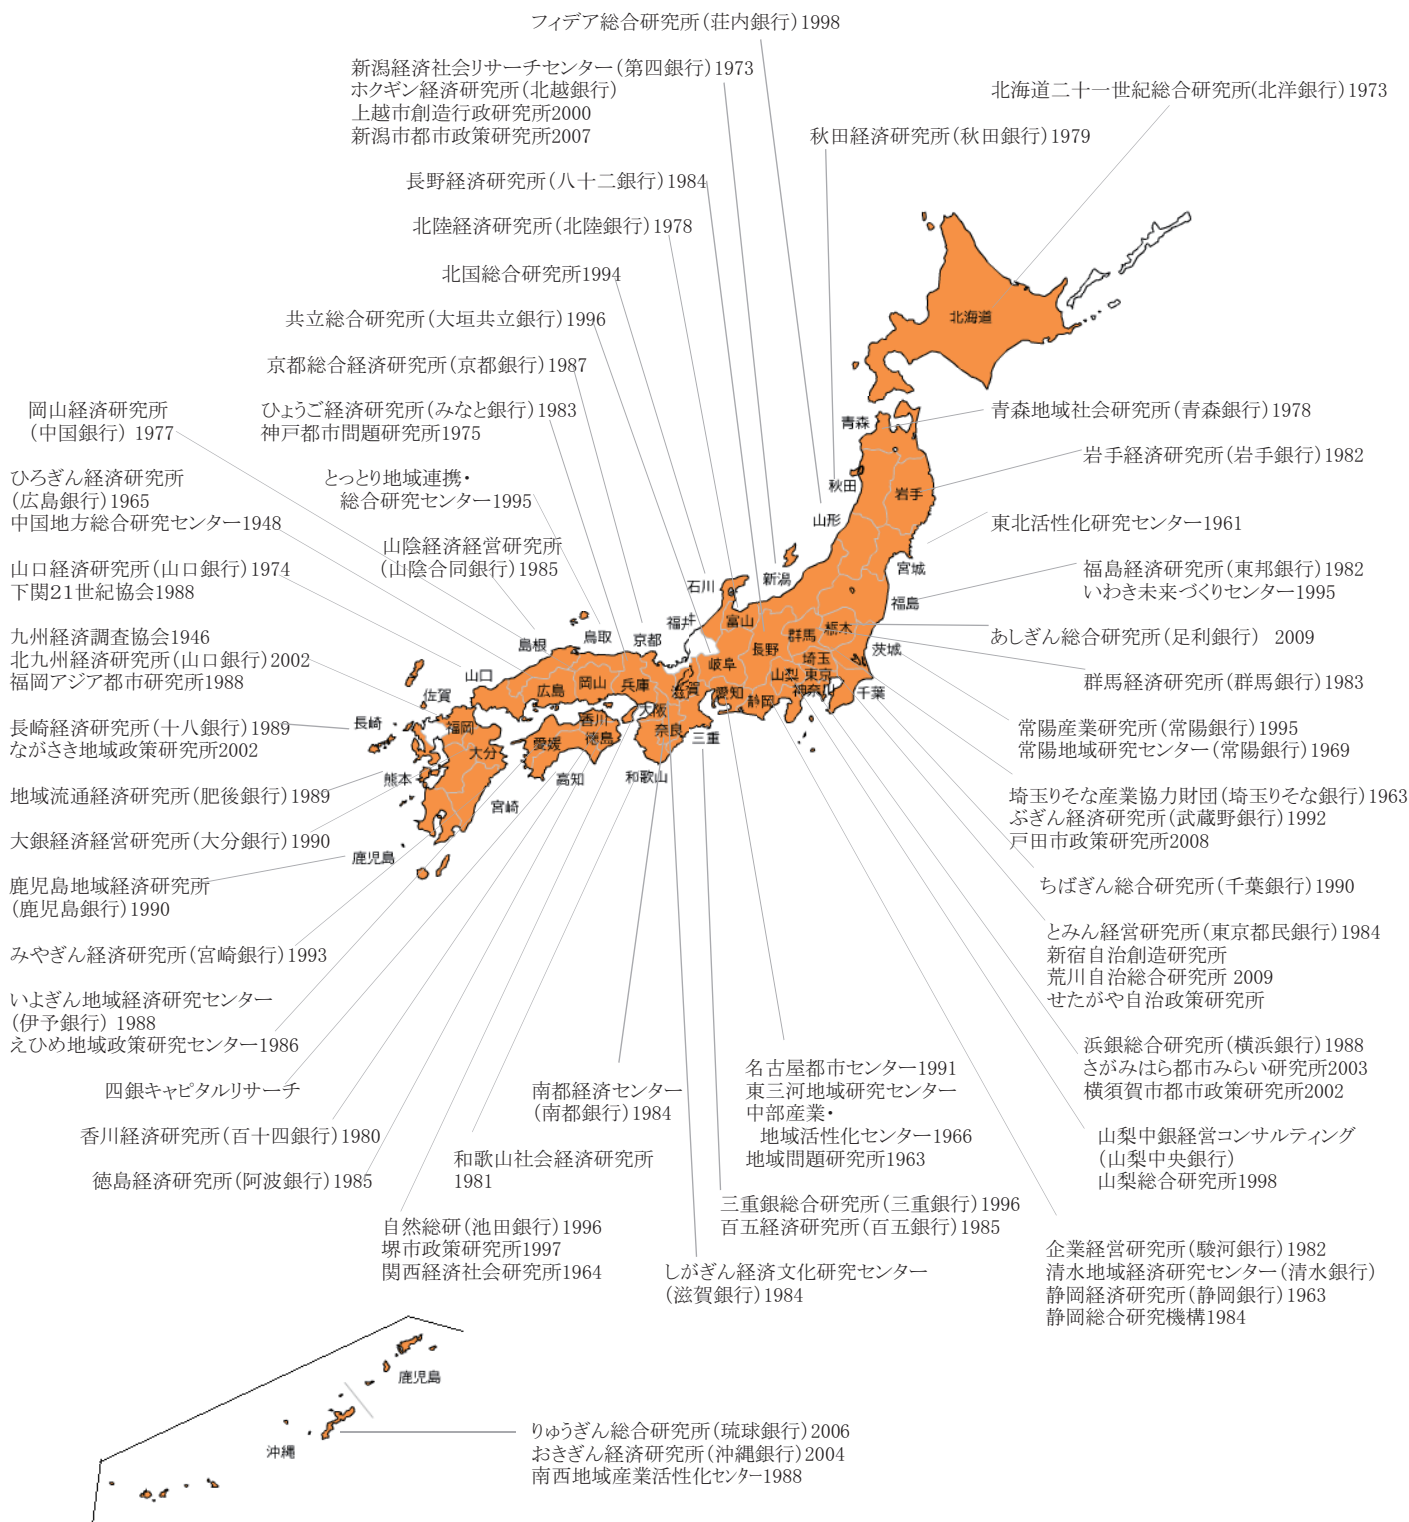 フィデア総合研究所(荘内銀行)1998
新潟経済社会リサーチセンター(第四銀行)1973
ホクギン経済研究所(北越銀行)
上越市創造行政研究所2000
新潟市都市政策研究所2007
北海道二十一世紀総合研究所(北洋銀行)1973
秋田経済研究所(秋田銀行)1979
長野経済研究所(八十二銀行)1984
北陸経済研究所(北陸銀行)1978
北国総合研究所1994
共立総合研究所(大垣共立銀行)1996
京都総合経済研究所(京都銀行)1987
ひょうご経済研究所(みなと銀行)1983
神戸都市問題研究所1975
岡山経済研究所
(中国銀行) 1977
ひろぎん経済研究所
(広島銀行)1965
中国地方総合研究センター1948
とっとり地域連携・
総合研究センター1995
山陰経済経営研究所
(山陰合同銀行)1985
山口経済研究所(山口銀行)1974
下関21世紀協会1988
九州経済調査協会1946
北九州経済研究所(山口銀行)2002
福岡アジア都市研究所1988
長崎経済研究所(十八銀行)1989
ながさき地域政策研究所2002
地域流通経済研究所(肥後銀行)1989
大銀経済経営研究所(大分銀行)1990
鹿児島地域経済研究所
(鹿児島銀行)1990
みやぎん経済研究所(宮崎銀行)1993
いよぎん地域経済研究センター
(伊予銀行) 1988
えひめ地域政策研究センター1986
四銀キャピタルリサーチ
香川経済研究所(百十四銀行)1980
徳島経済研究所(阿波銀行)1985
自然総研(池田銀行)1996
堺市政策研究所1997
関西経済社会研究所1964
和歌山社会経済研究所
1981
南都経済センター
(南都銀行)1984
しがぎん経済文化研究センター
(滋賀銀行)1984
三重銀総合研究所(三重銀行)1996
百五経済研究所(百五銀行)1985
名古屋都市センター1991
東三河地域研究センター
中部産業・
地域活性化センター1966
地域問題研究所1963
青森地域社会研究所(青森銀行)1978
岩手経済研究所(岩手銀行)1982
東北活性化研究センター1961
福島経済研究所(東邦銀行)1982
いわき未来づくりセンター1995
あしぎん総合研究所(足利銀行) 2009
群馬経済研究所(群馬銀行)1983
常陽産業研究所(常陽銀行)1995
常陽地域研究センター(常陽銀行)1969
埼玉りそな産業協力財団(埼玉りそな銀行)1963
ぶぎん経済研究所(武蔵野銀行)1992
戸田市政策研究所2008
ちばぎん総合研究所(千葉銀行)1990
とみん経営研究所(東京都民銀行)1984
新宿自治創造研究所
荒川自治総合研究所 2009
せたがや自治政策研究所
浜銀総合研究所(横浜銀行)1988
さがみはら都市みらい研究所2003
横須賀市都市政策研究所2002
山梨中銀経営コンサルティング
(山梨中央銀行)
山梨総合研究所1998
企業経営研究所(駿河銀行)1982
清水地域経済研究センター(清水銀行)
静岡経済研究所(静岡銀行)1963
静岡総合研究機構1984
りゅうぎん総合研究所(琉球銀行)2006
おきぎん経済研究所(沖縄銀行)2004
南西地域産業活性化センター1988
北海道
青森
秋田
岩手
山形
宮城
新潟
福島
石川
富山
福井
群馬
栃木
茨城
長野
埼玉
岐阜
山梨
東京
神奈川
千葉
愛知
静岡
滋賀
京都
兵庫
大阪
奈良
三重
和歌山
鳥取
島根
岡山
広島
山口
香川
徳島
愛媛
高知
佐賀
福岡
長崎
大分
熊本
宮崎
鹿児島
鹿児島
沖縄